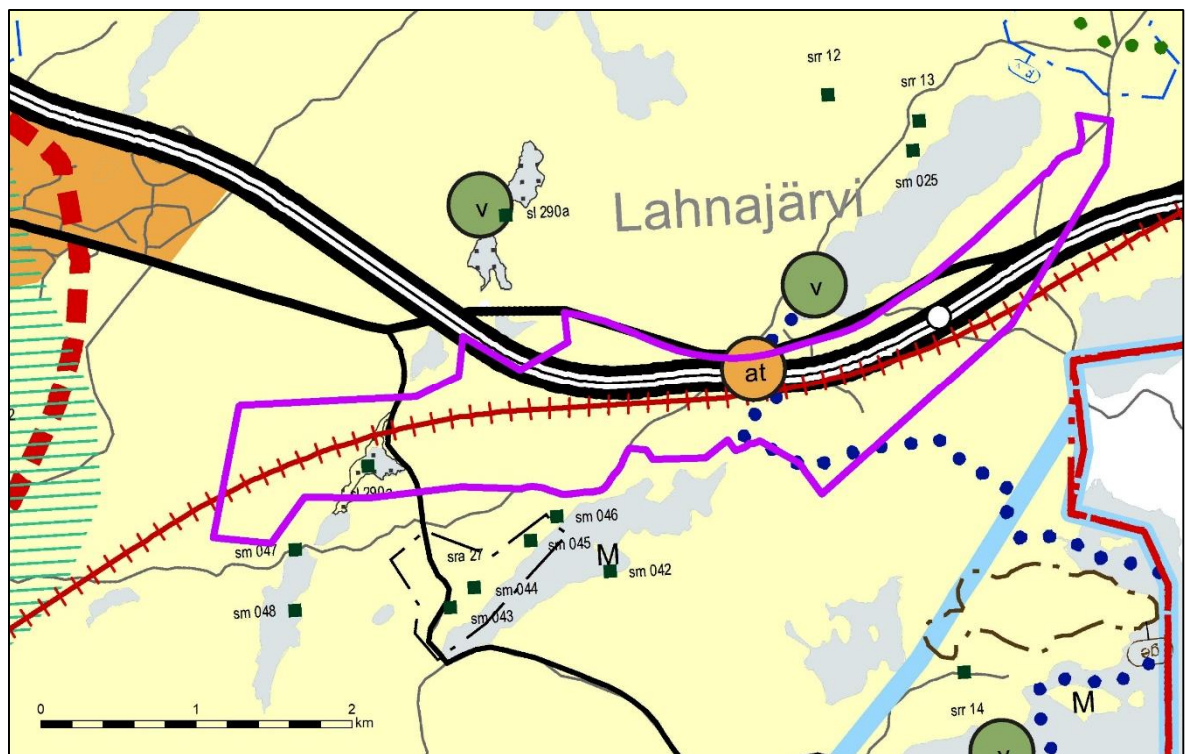 srr 12
srr 13
sm 025
v
sl 290a
Lahnajärvi
v
at
sl 290a
sm 046
sm 047
sm 045
sra 27
M
sm 042
sm 044
sm 043
sm 048
ge
srr 14
M
0 1 2
km
v